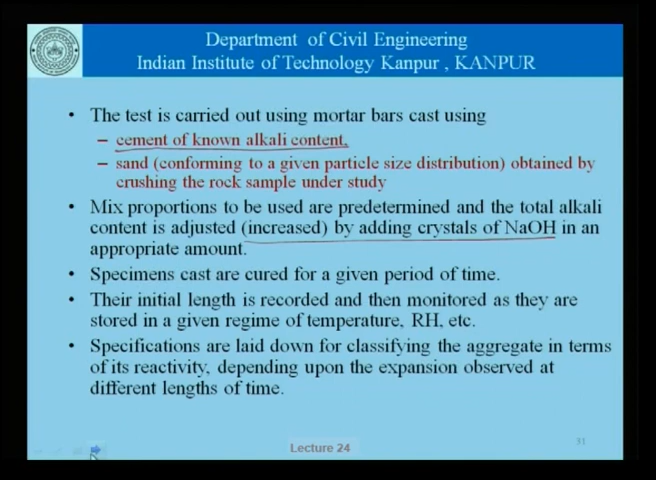 Department of Civil Engineering
Indian Institute of Technology Kanpur , KANPUR
• The test is carried out using mortar bars cast using
– cement of known alkali content,
– sand (conforming to a given particle size distribution) obtained by
crushing the rock sample under study
• Mix proportions to be used are predetermined and the total alkali
content is adjusted (increased) by adding crystals of NaOH in an
appropriate amount.
• Specimens cast are cured for a given period of time.
• Their initial length is recorded and then monitored as they are
stored in a given regime of temperature, RH, etc.
• Specifications are laid down for classifying the aggregate in terms
of its reactivity, depending upon the expansion observed at
different lengths of time.
Lecture 24
31